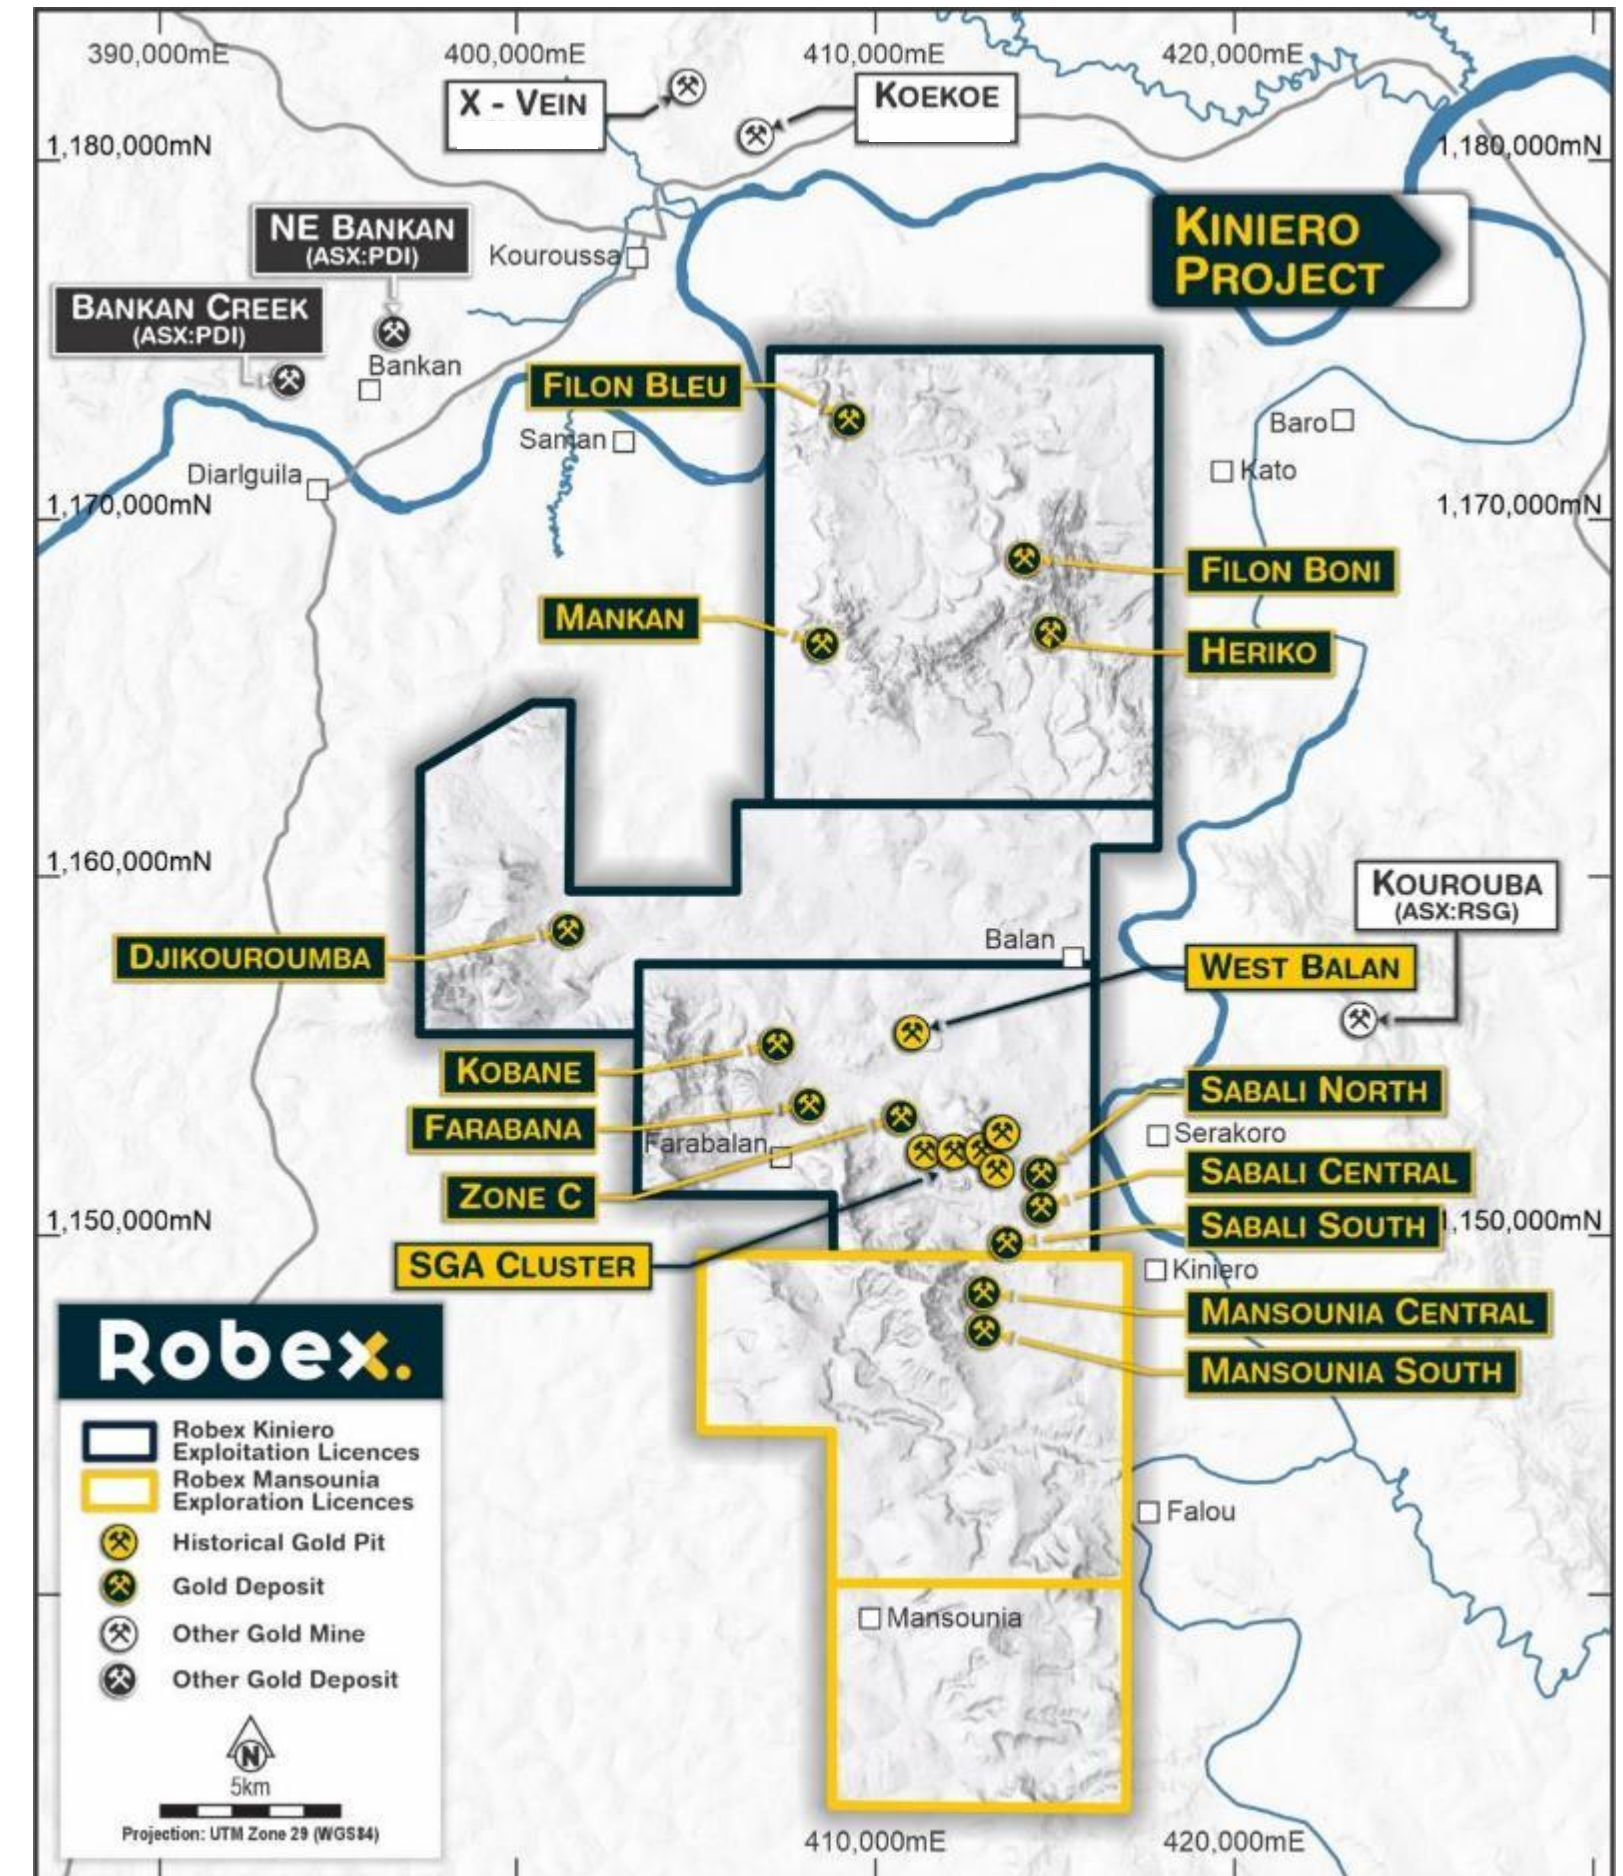 390,000mE
400,000mE
410,000mE
420,000mE
X - VEIN
KOEKOE
1,180,000mN
1,180,000mN
NE BANKAN
(ASX:PDI)
KINIERO
PROJECT
Kouroussa
BANKAN CREEK
(ASX:PDI)
Bankan
FILON BLEU
Saman
Baro
Kato
Diarlguila
1,170,000mN
1,170,000mN
FILON BONI
MANKAN
HERIKO
1,160,000mN
KOUROUBA
(ASX:RSG)
Balan
DJIKOUROUMBA
WEST BALAN
KOBANE
SABALI NORTH
FARABANA
Farabalan
Serakoro
SABALI CENTRAL
ZONE C
1,150,000mN
SABALI SOUTH
1,150,000mN
SGA CLUSTER
Kiniero
MANSOUNIA CENTRAL
MANSOUNIA SOUTH
Robex.
Robex Kiniero
Exploitation Licences
Robex Mansounia
Exploration Licences
Historical Gold Pit
Gold Deposit
Other Gold Mine
Other Gold Deposit
Falou
Mansounia
N
5km
Projection: UTM Zone 29 (WGS84)
410,000mE
420,000mE